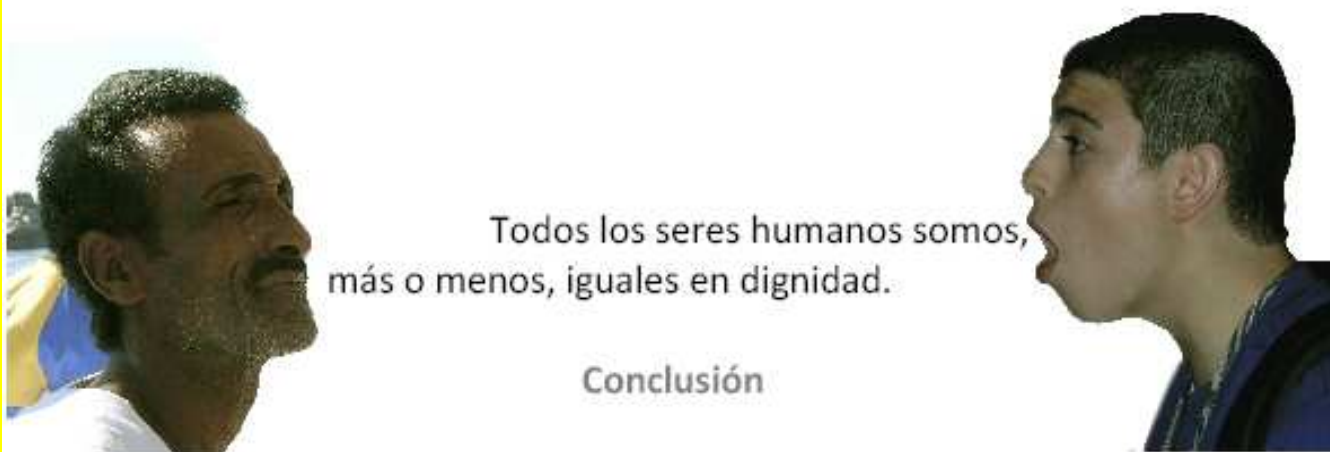 Todos los seres humanos somos,
más o menos, iguales en dignidad.
Conclusión